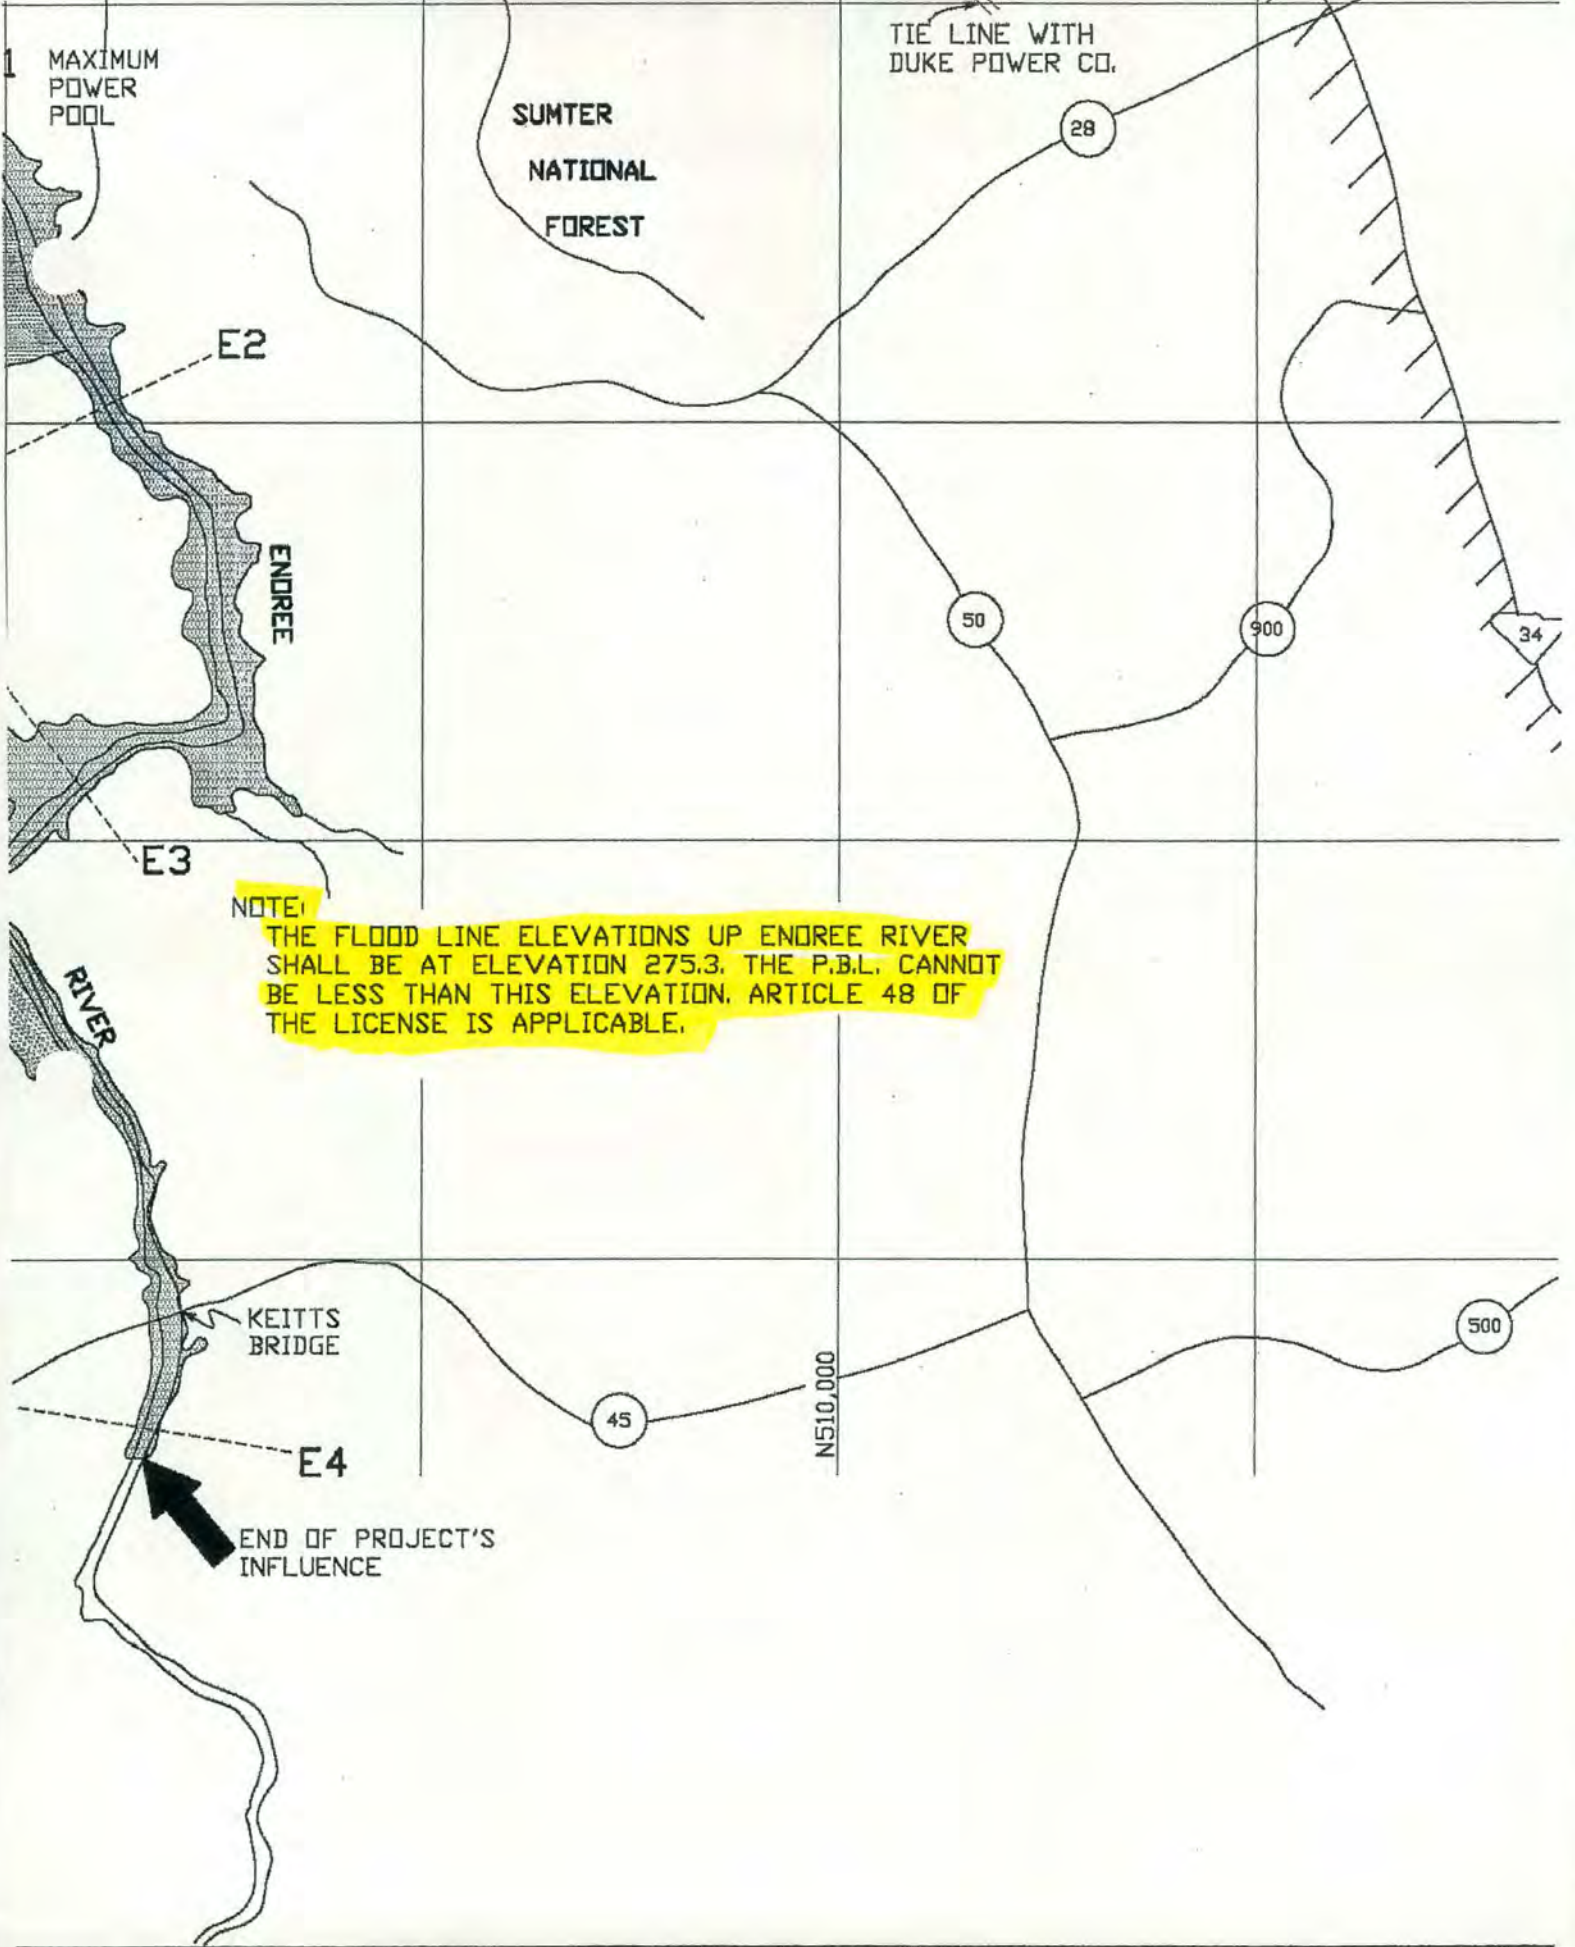 TIE LINE WITH
DUKE POWER CO.
1
MAXIMUM
POWER
POOL
SUMTER
NATIONAL
FOREST
28
E2
ENOREE
50
900
34
E3
NOTE:
THE FLOOD LINE ELEVATIONS UP ENOREE RIVER
SHALL BE AT ELEVATION 275.3. THE P.B.L. CANNOT
BE LESS THAN THIS ELEVATION. ARTICLE 48 OF
THE LICENSE IS APPLICABLE.
RIVER
KEITTS
BRIDGE
500
N510,000
45
E4
END OF PROJECT'S
INFLUENCE